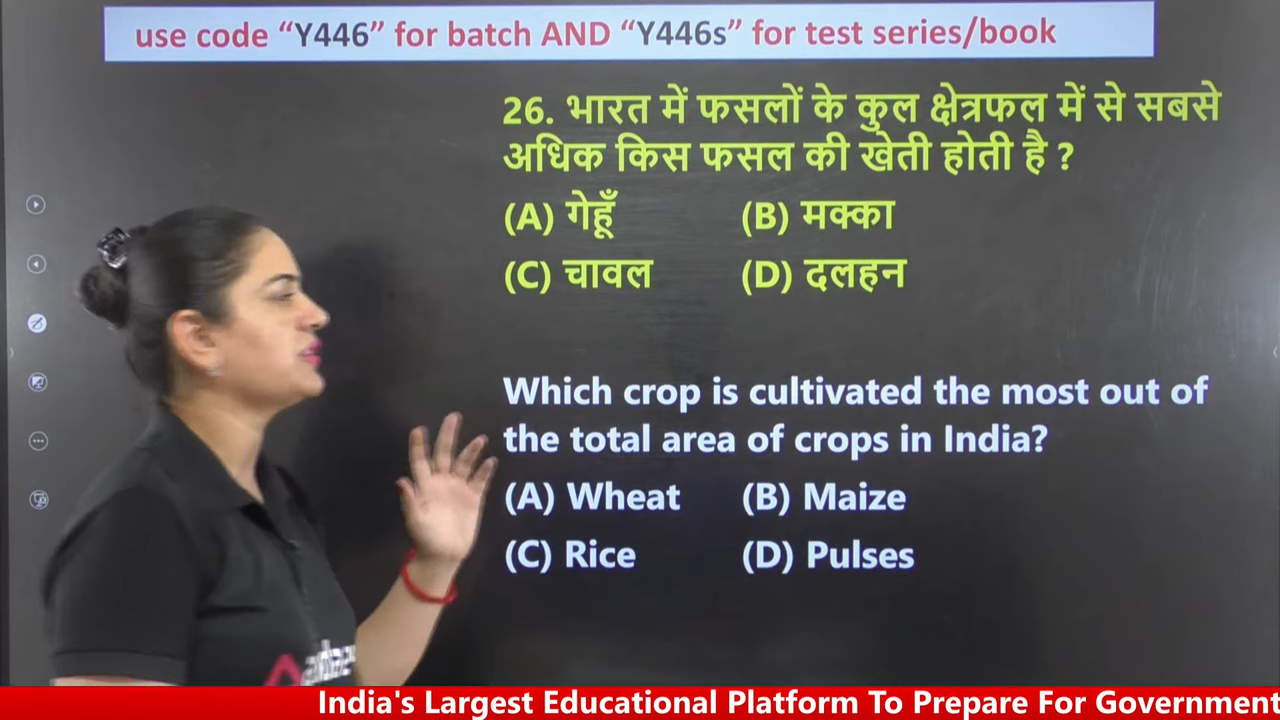 use code “Y446” for batch AND “Y446s” for test series/book
26. भारत में फसलों के कुल क्षेत्रफल में से सबसे
अधिक किस फसल की खेती होती है ?
(A) गेहूँ (B) मक्का
(C) चावल (D) दलहन
Which crop is cultivated the most out of
the total area of crops in India?
(A) Wheat (B) Maize
(C) Rice (D) Pulses
India's Largest Educational Platform To Prepare For Government